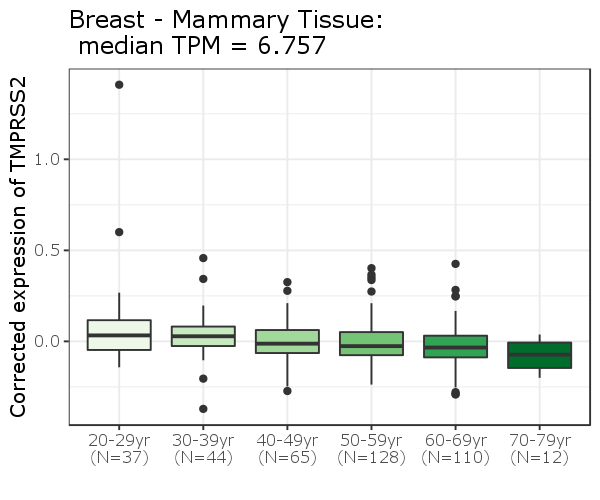 Breast - Mammary Tissue:
median TPM = 6.757
Corrected expression of TMPRSS2
1.0
0.5
0.0
20-29yr 30-39yr 40-49yr 50-59yr 60-69yr 70-79yr
(N=37) (N=44) (N=65) (N=128) (N=110) (N=12)